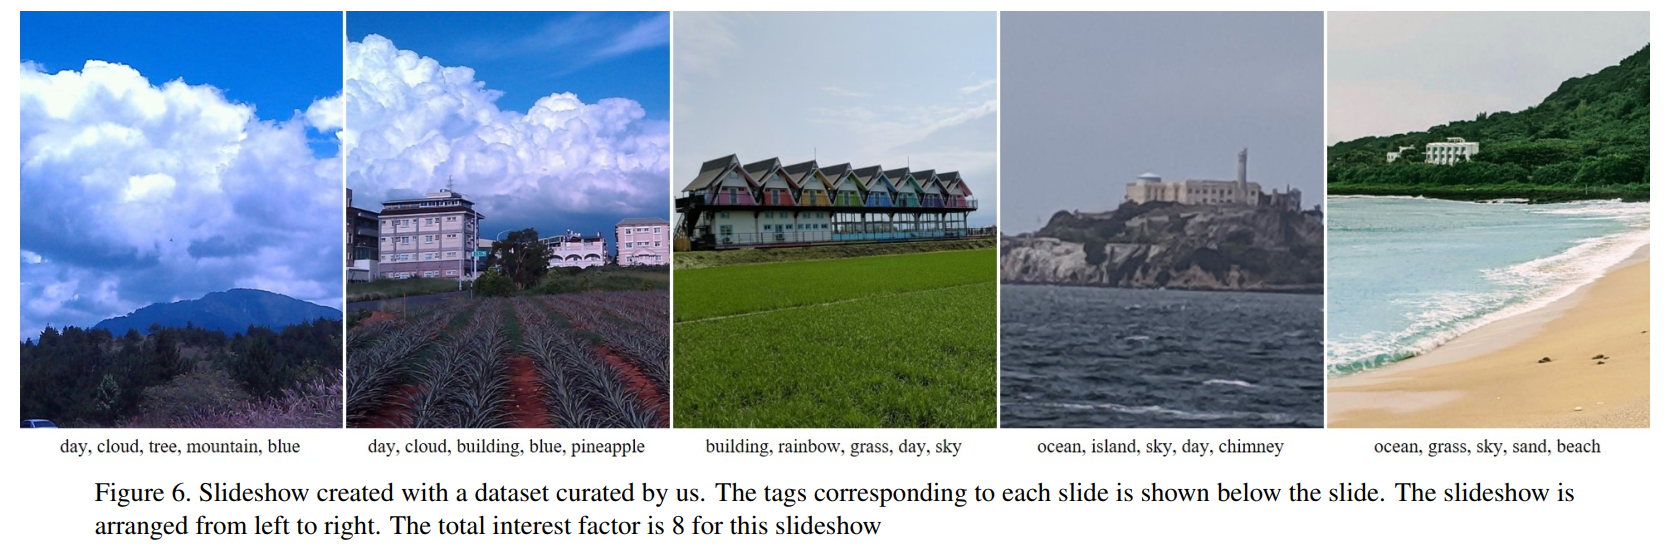 day, cloud, tree, mountain, blue
day, cloud, building, blue, pineapple
building, rainbow, grass, day, sky
ocean, island, sky, day, chimney
ocean, grass, sky, sand, beach
Figure 6. Slideshow created with a dataset curated by us. The tags corresponding to each slide is shown below the slide. The slideshow is
arranged from left to right. The total interest factor is 8 for this slideshow